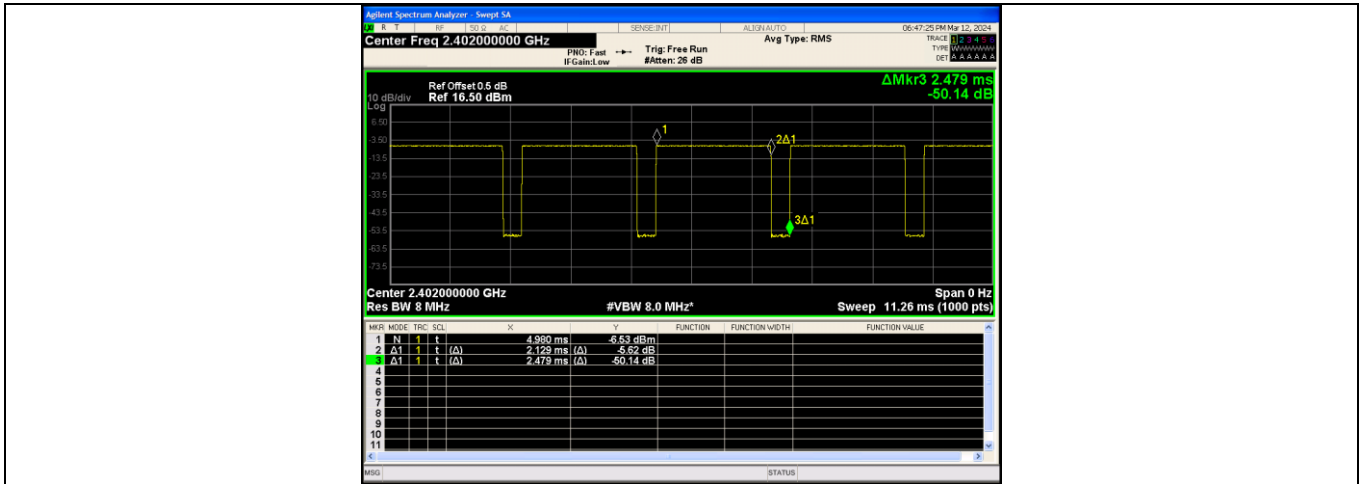 Agilent Spectrum Analyzer - Swept SA
R T RF 50 Ω AC SENSE:INT ALIGN AUTO 06:47:25 PM Mar 12, 2024
Center Freq 2.402000000 GHz Avg Type: RMS TRACE 1 2 3 4 5 6
PNO: Fast Trig: Free Run TYPE W
IFGain:Low #Atten: 26 dB DET A A A A A A
ΔMkr3 2.479 ms
-50.14 dB
Ref Offset 0.5 dB
10 dB/div Ref 16.50 dBm
Log
6.50
-3.50
-13.5
-23.5
-33.5
-43.5
-53.5
-63.5
-73.5
1
2Δ1
3Δ1
Center 2.402000000 GHz Span 0 Hz
Res BW 8 MHz #VBW 8.0 MHz* Sweep 11.26 ms (1000 pts)
MKR MODE TRC SCL X Y FUNCTION FUNCTION WIDTH FUNCTION VALUE
1 N 1 t 4.980 ms -6.53 dBm
2 Δ1 1 t (Δ) 2.129 ms (Δ) -5.62 dB
3 Δ1 1 t (Δ) 2.479 ms (Δ) -50.14 dB
4
5
6
7
8
9
10
11
MSG STATUS